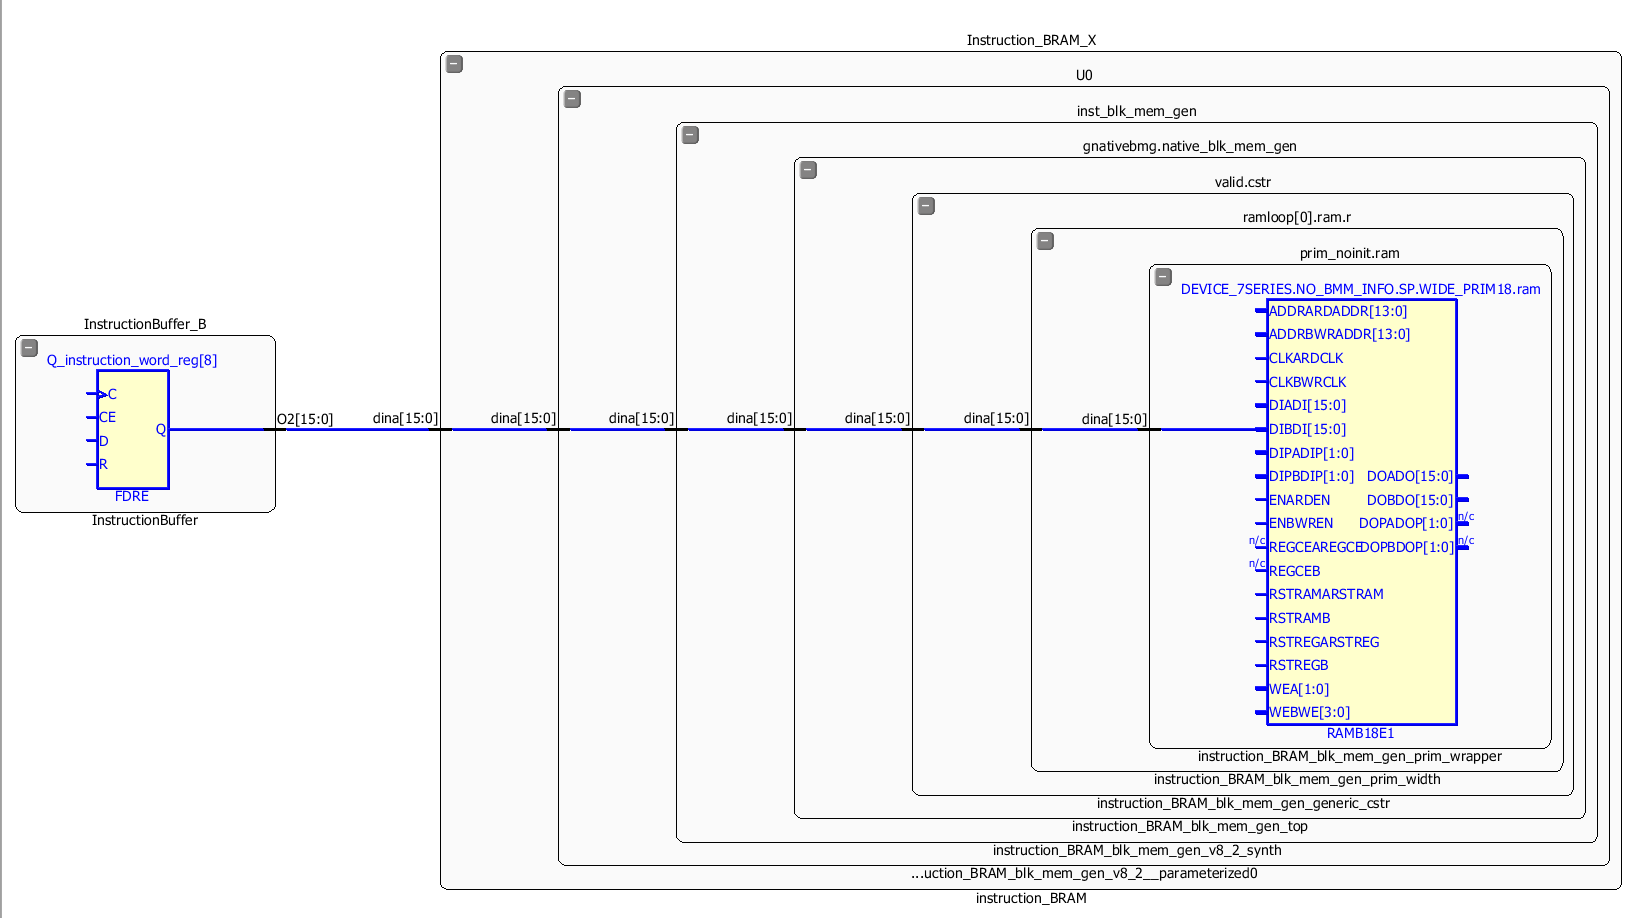 Instruction_BRAM_X
U0
inst_blk_mem_gen
gnativebmg.native_blk_mem_gen
valid.cstr
ramloop[0].ram.r
prim_noinit.ram
DEVICE_7SERIES.NO_BMM_INFO.SP.WIDE_PRIM18.ram
InstructionBuffer_B
Q_instruction_word_reg[8]
C
CE
D
R
Q
FDRE
InstructionBuffer
O2[15:0]
dina[15:0]
dina[15:0]
dina[15:0]
dina[15:0]
dina[15:0]
dina[15:0]
dina[15:0]
ADDRARDADDR[13:0]
ADDRBWRADDR[13:0]
CLKARDCLK
CLKBWRCLK
DIADI[15:0]
DIBDI[15:0]
DIPADIP[1:0]
DIPBDIP[1:0] DOADO[15:0]
ENARDEN DOBDO[15:0]
ENBWREN DOPADOP[1:0] n/c
n/c REGCEAREGCE DOPBDOP[1:0] n/c
n/c REGCEB
RSTRAMARSTRAM
RSTRAMB
RSTREGARSTREG
RSTREGB
WEA[1:0]
WEBWE[3:0]
RAMB18E1
instruction_BRAM_blk_mem_gen_prim_wrapper
instruction_BRAM_blk_mem_gen_prim_width
instruction_BRAM_blk_mem_gen_generic_cstr
instruction_BRAM_blk_mem_gen_top
instruction_BRAM_blk_mem_gen_v8_2_synth
...uction_BRAM_blk_mem_gen_v8_2__parameterized0
instruction_BRAM